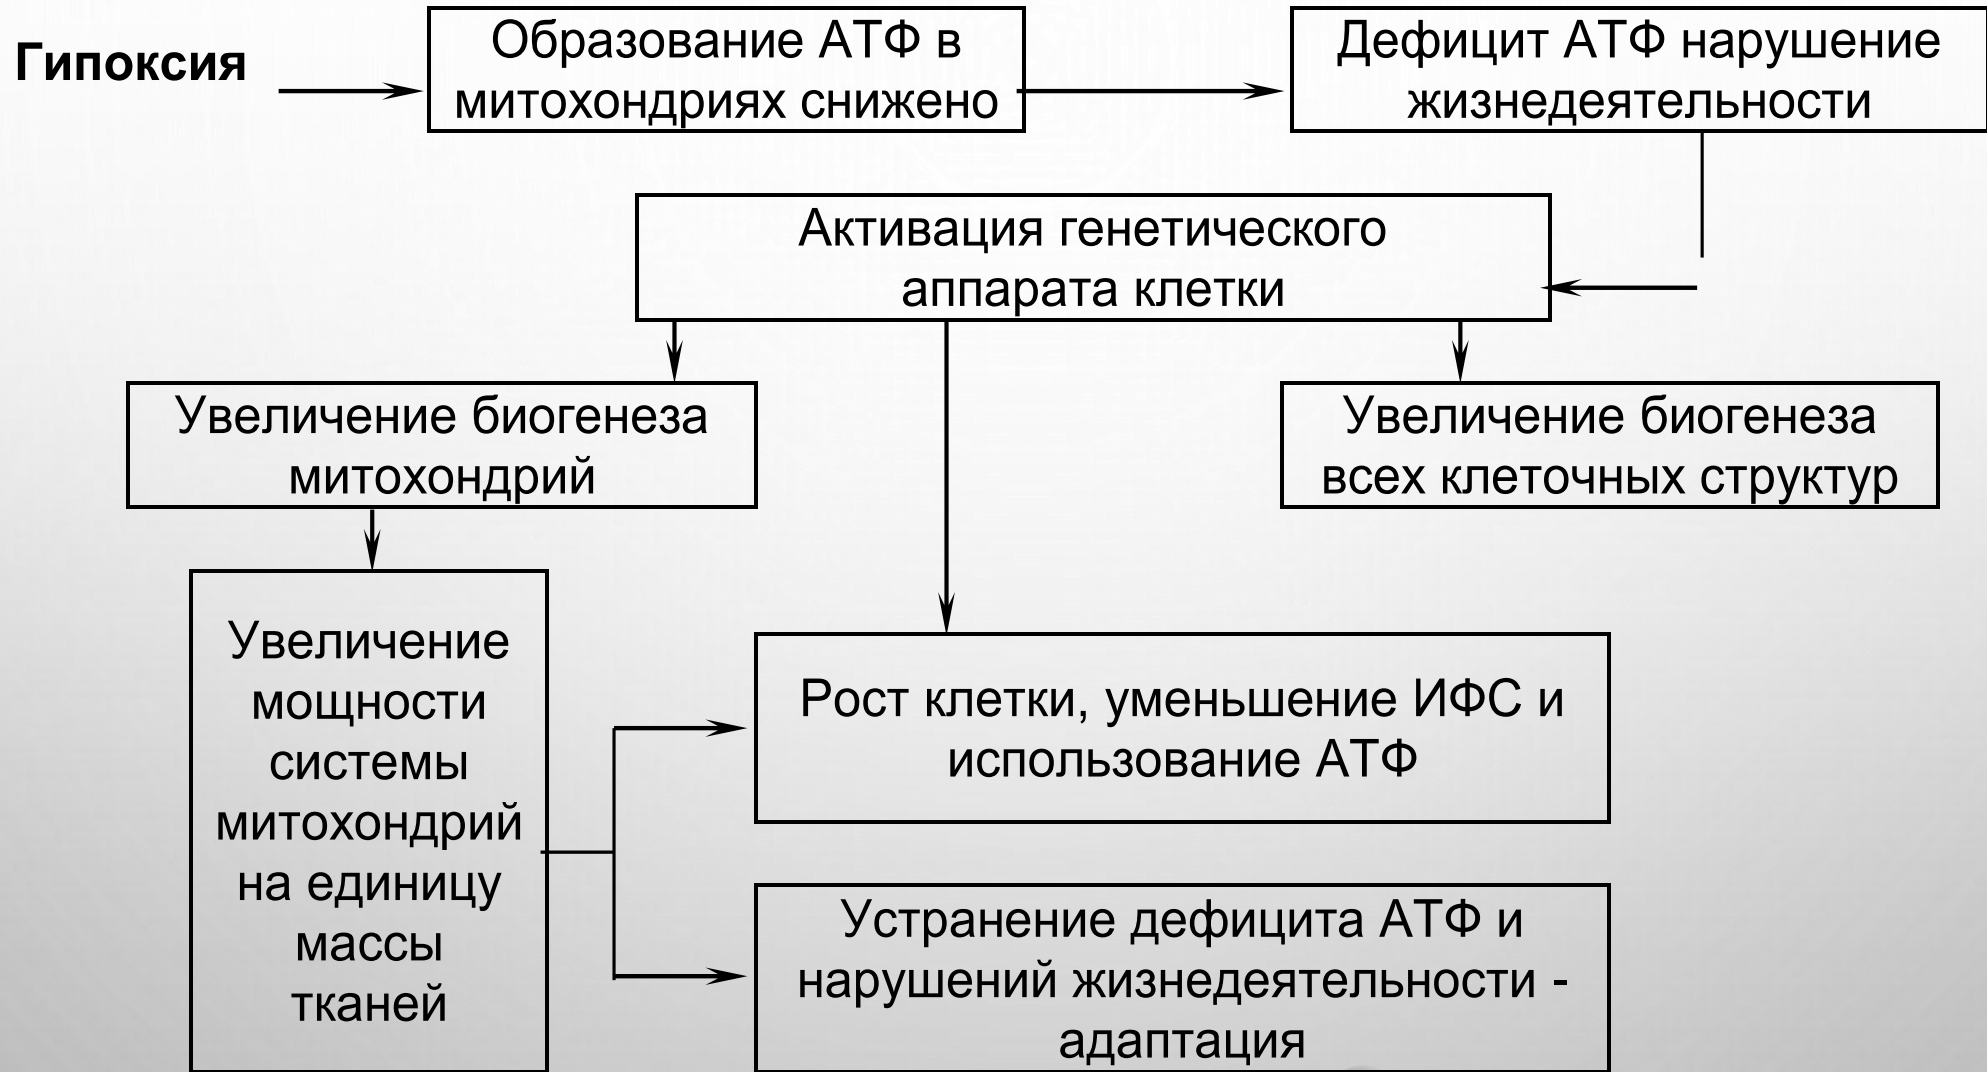 Гипоксия
Образование АТФ в
митохондриях снижено
Дефицит АТФ нарушение
жизнедеятельности
Активация генетического
аппарата клетки
Увеличение биогенеза
митохондрий
Увеличение биогенеза
всех клеточных структур
Увеличение
мощности
системы
митохондрий
на единицу
массы
тканей
Рост клетки, уменьшение ИФС и
использование АТФ
Устранение дефицита АТФ и
нарушений жизнедеятельности -
адаптация